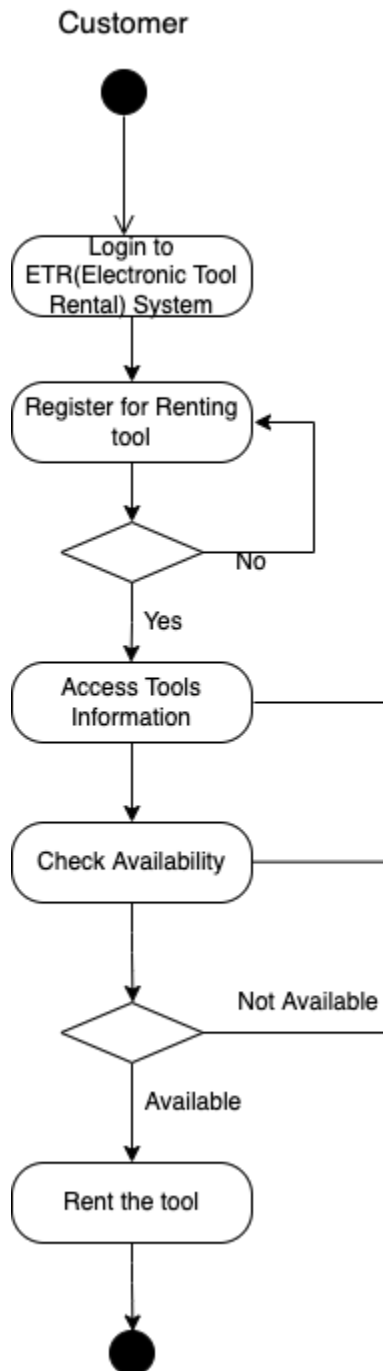 Customer
Login to
ETR(Electronic Tool
Rental) System
Register for Renting
tool
No
Yes
Access Tools
Information
Check Availability
Not Available
Available
Rent the tool